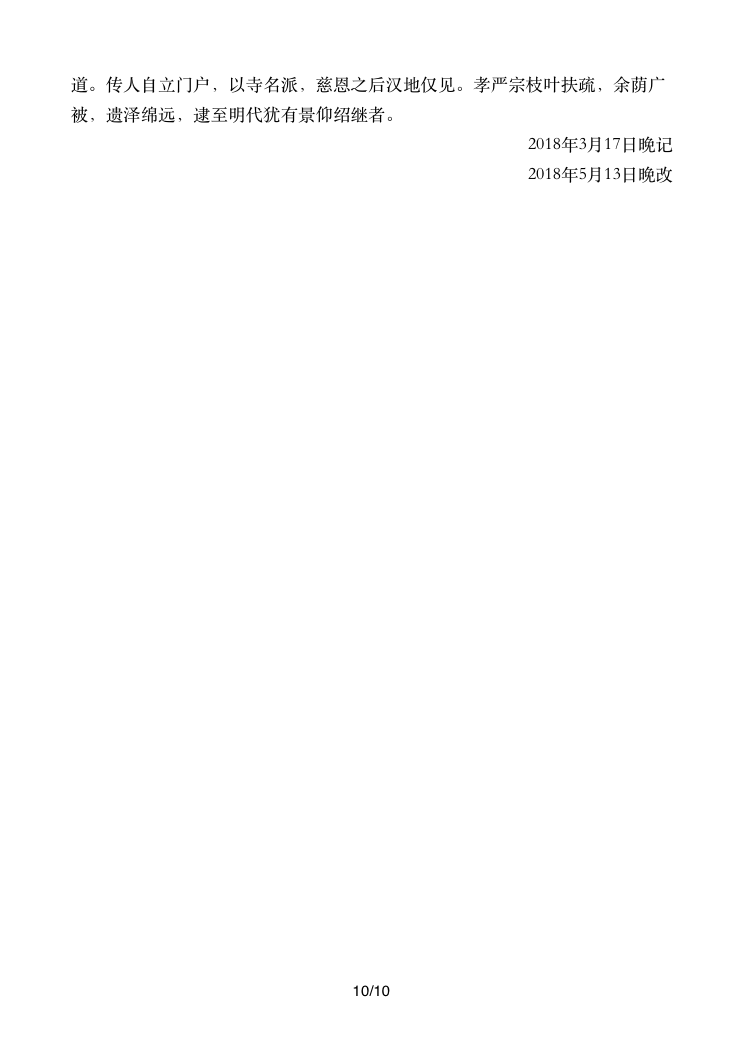 道。传人自立门户，以寺名派，慈恩之后汉地仅见。孝严宗枝叶扶疏，余荫广
被，遗泽绵远，逮至明代犹有景仰绍继者。
2018年3月17日晚记
2018年5月13日晚改
10/10